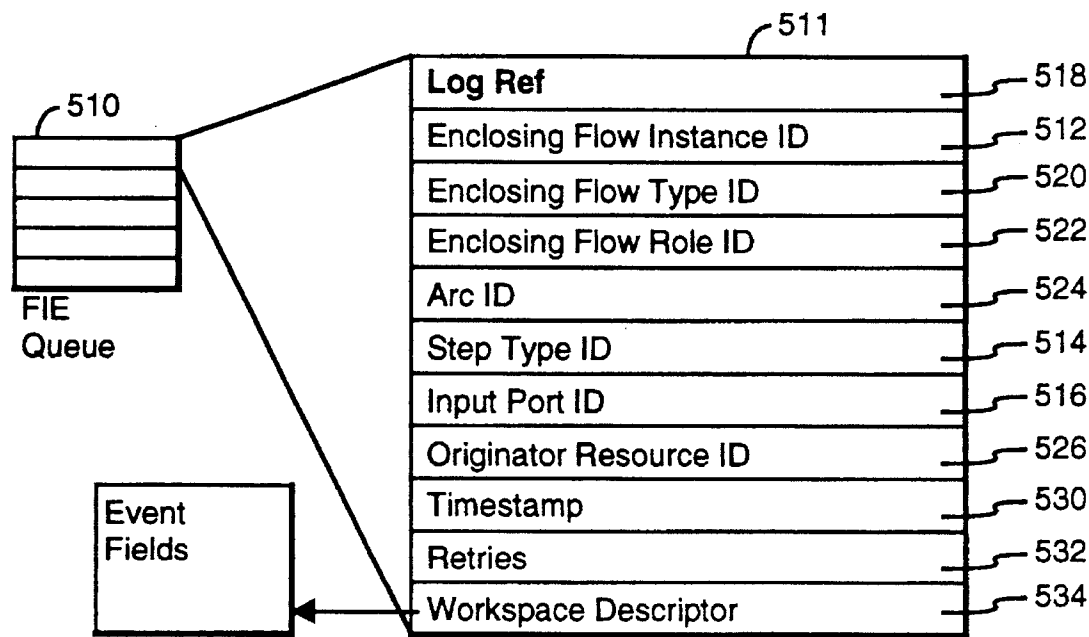 511
Log Ref 518
510
Enclosing Flow Instance ID 512
Enclosing Flow Type ID 520
Enclosing Flow Role ID 522
FIE
Queue
Arc ID 524
Step Type ID 514
Input Port ID 516
Originator Resource ID 526
Event
Fields
Timestamp 530
Retries 532
Workspace Descriptor 534